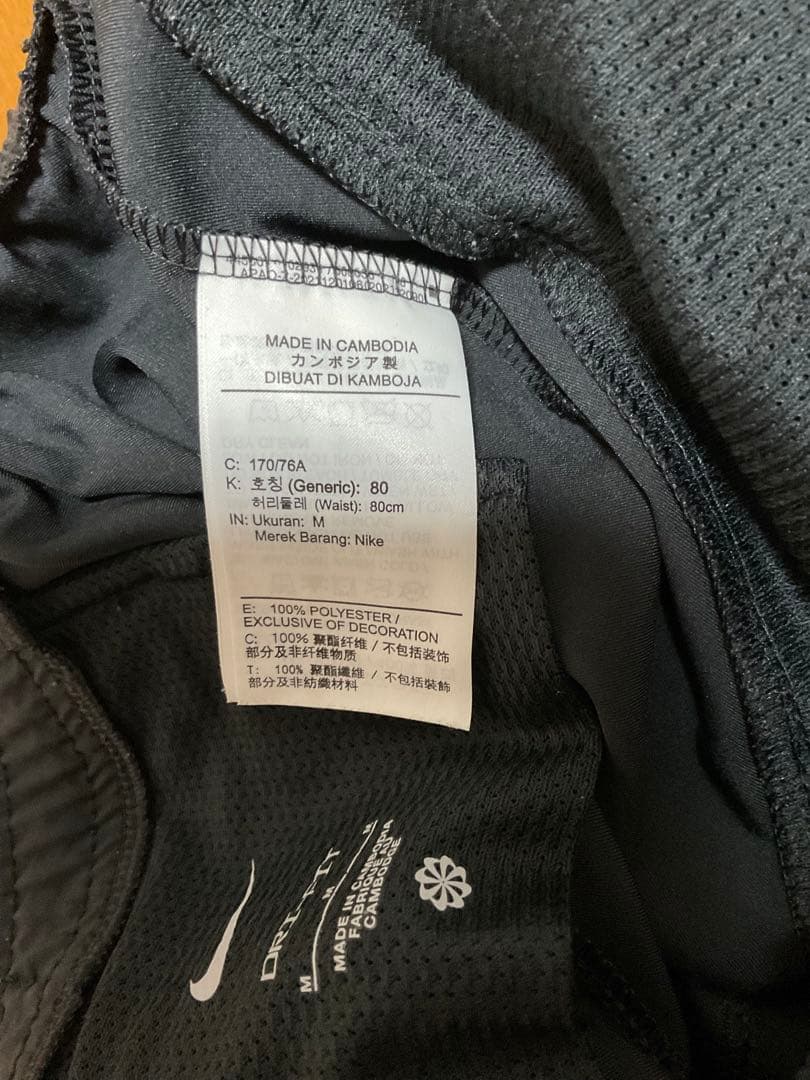 MADE IN CAMBODIA
カンボジア製
DIBUAT DI KAMBOJA
C: 170/76A
K: 호칭 (Generic): 80
허리둘레 (Waist): 80cm
IN: Ukuran: M
Merek Barang: Nike
E: 100% POLYESTER /
EXCLUSIVE OF DECORATION
C: 100% 聚酯纤维 / 不包括装饰
部分及非纤维物质
T: 100% 聚酯纖維 / 不包括裝飾
部分及非紡織材料
DRI-FIT
M M M
MADE IN CAMBODIA
FABRIQUÉ AU
CAMBODGE